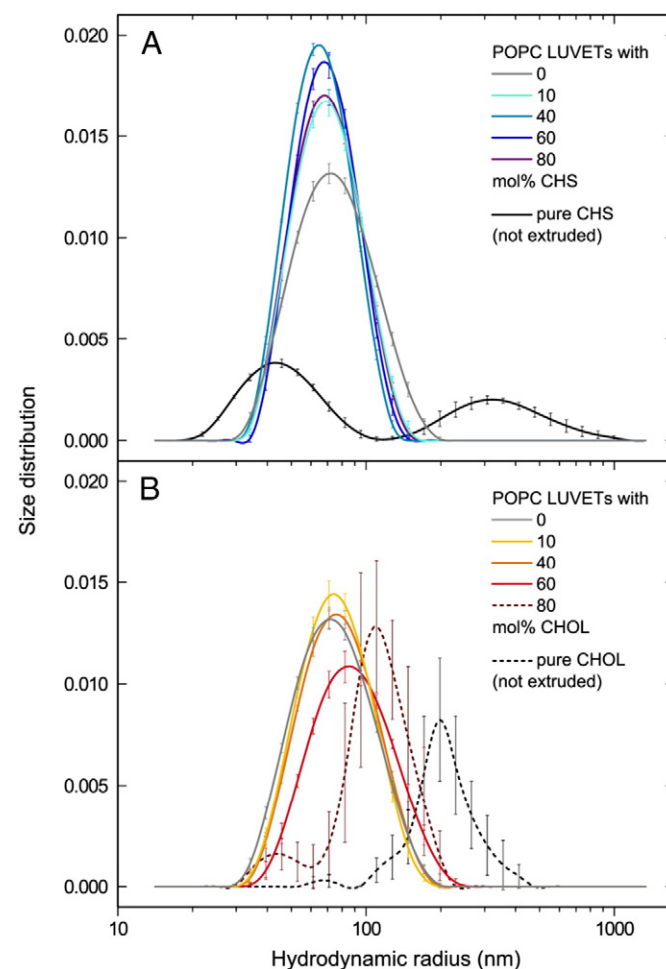 A
0.020
0.015
0.010
0.005
0.000
POPC LUVETs with
0
10
40
60
80
mol% CHS
pure CHS
(not extruded)
Size distribution
B
0.020
0.015
0.010
0.005
0.000
POPC LUVETs with
0
10
40
60
80
mol% CHOL
pure CHOL
(not extruded)
10
100
1000
Hydrodynamic radius (nm)